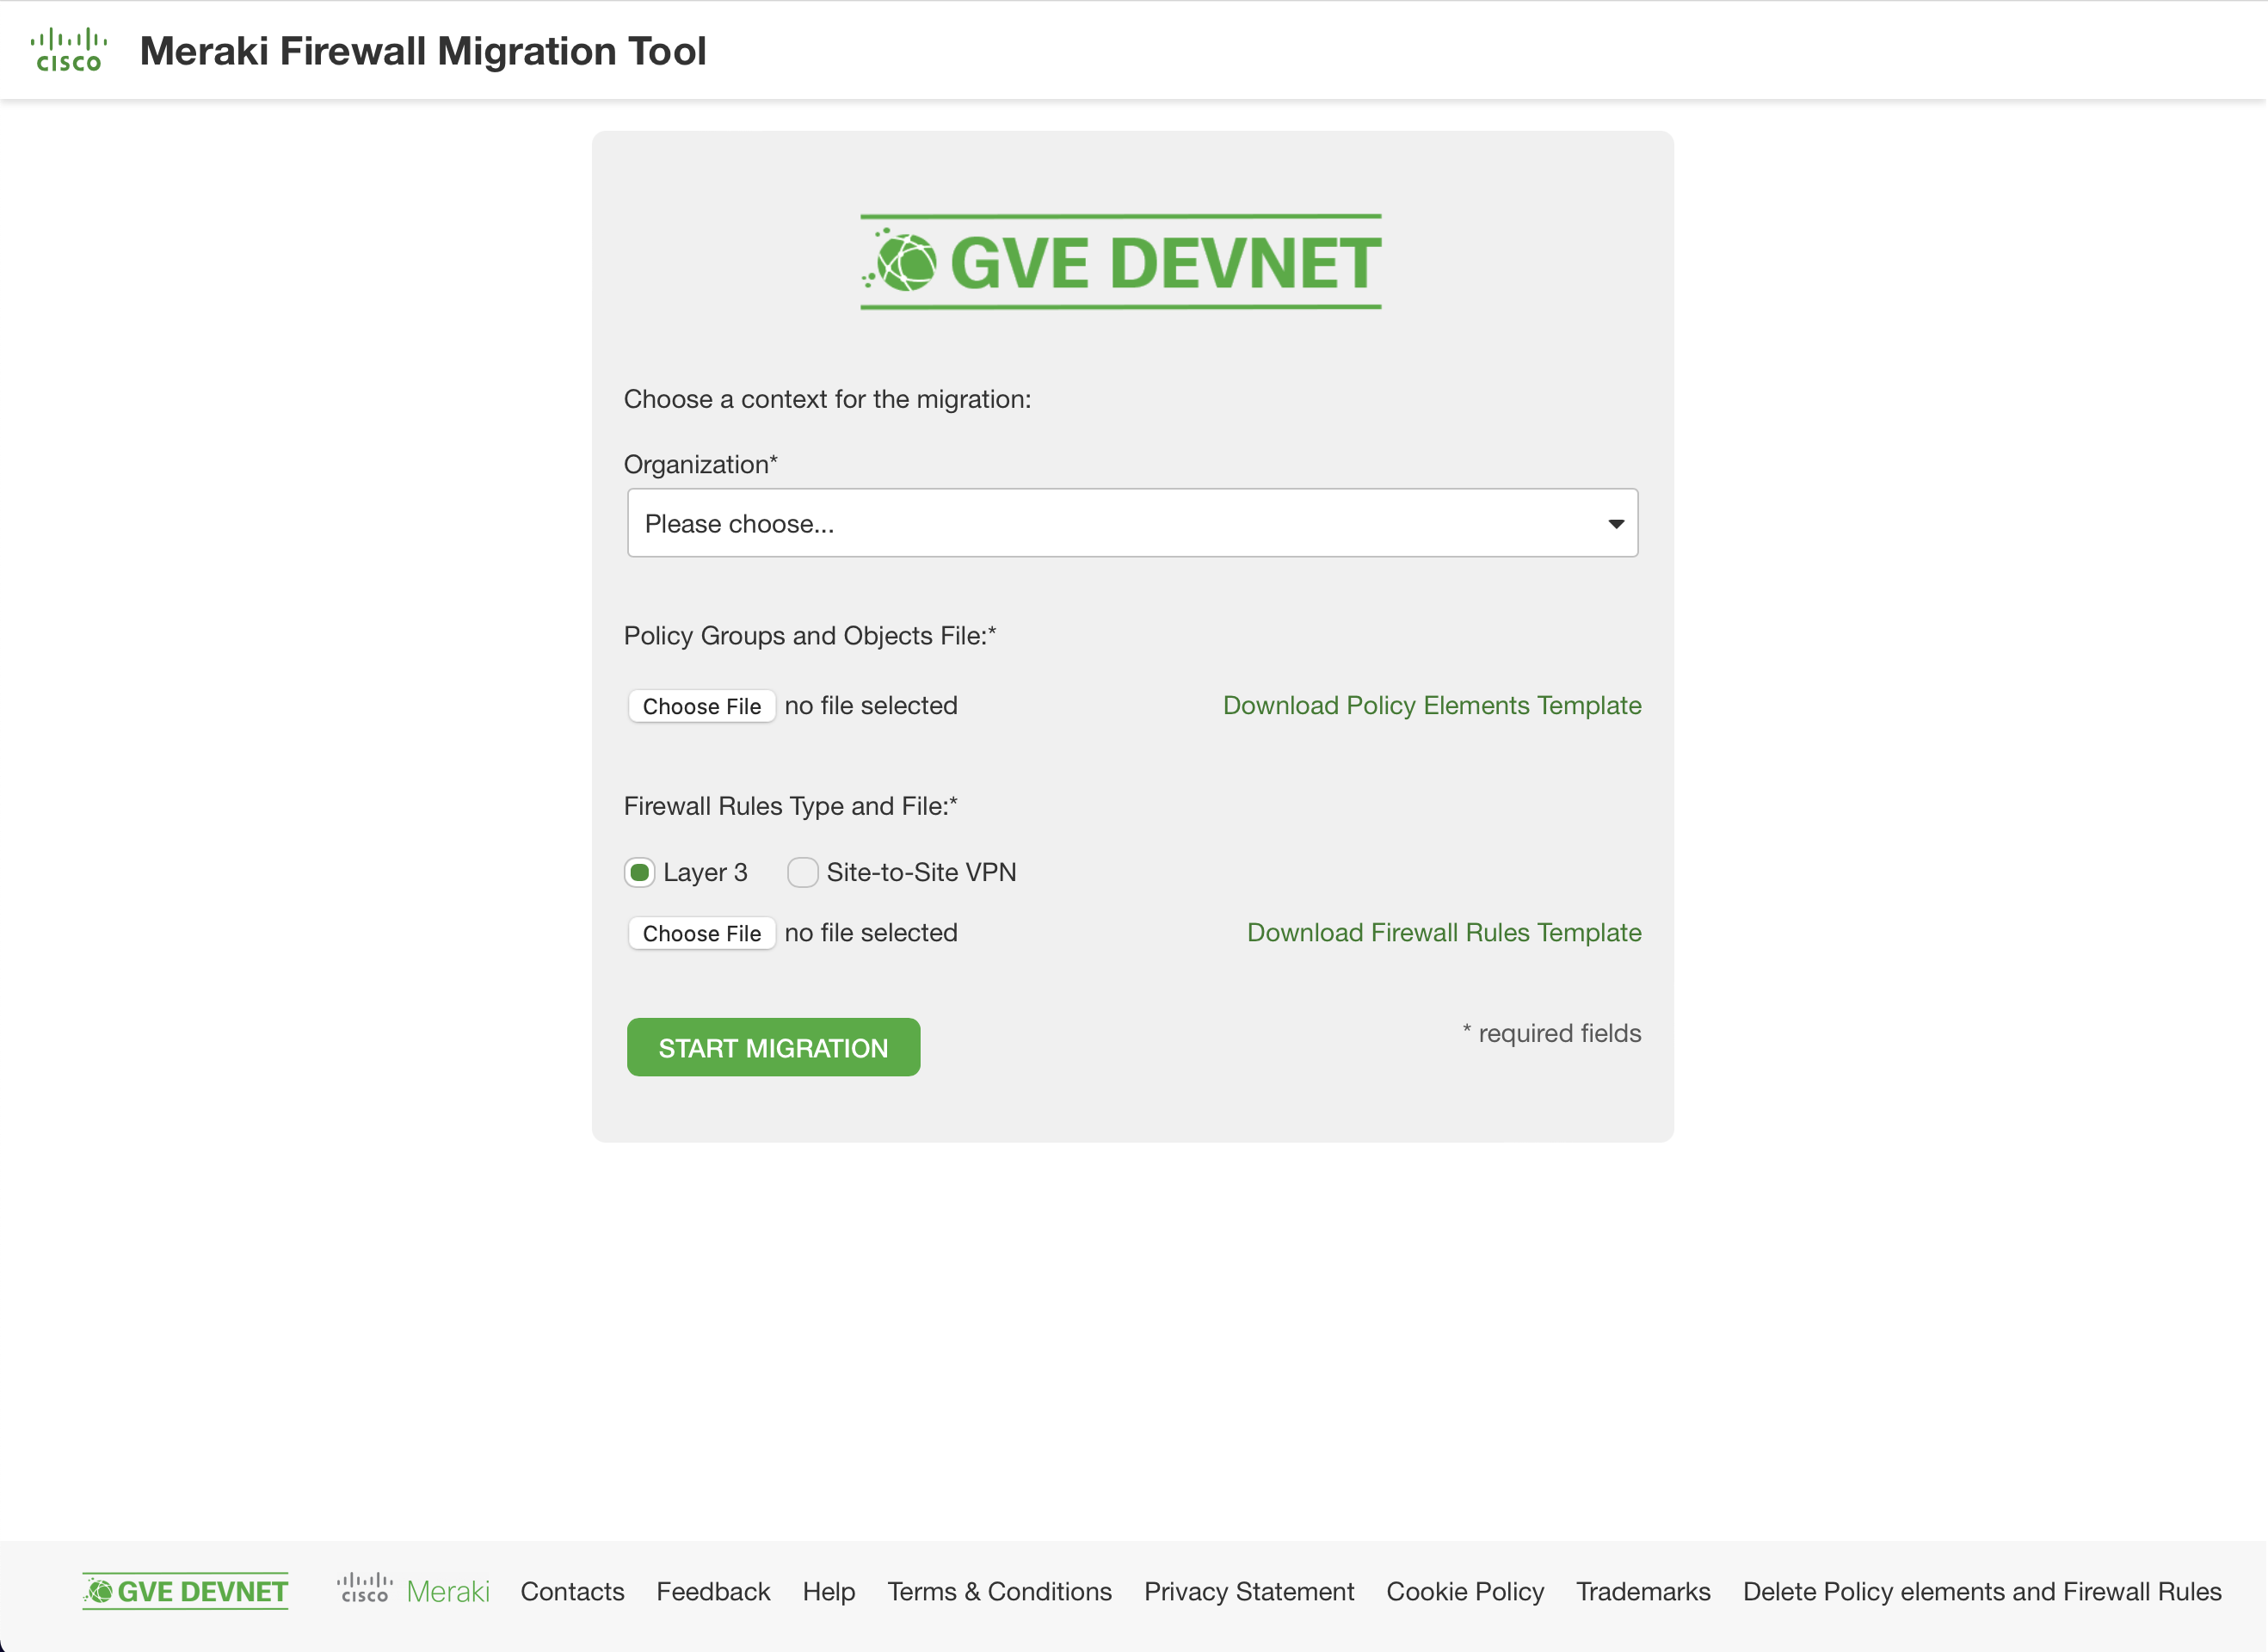 CISCO
Meraki Firewall Migration Tool
GVE DEVNET
Choose a context for the migration:
Organization*
Please choose...
Policy Groups and Objects File:*
Choose File no file selected
Download Policy Elements Template
Firewall Rules Type and File:*
Layer 3 Site-to-Site VPN
Choose File no file selected
Download Firewall Rules Template
START MIGRATION
* required fields
GVE DEVNET CISCO Meraki Contacts Feedback Help Terms & Conditions Privacy Statement Cookie Policy Trademarks Delete Policy elements and Firewall Rules